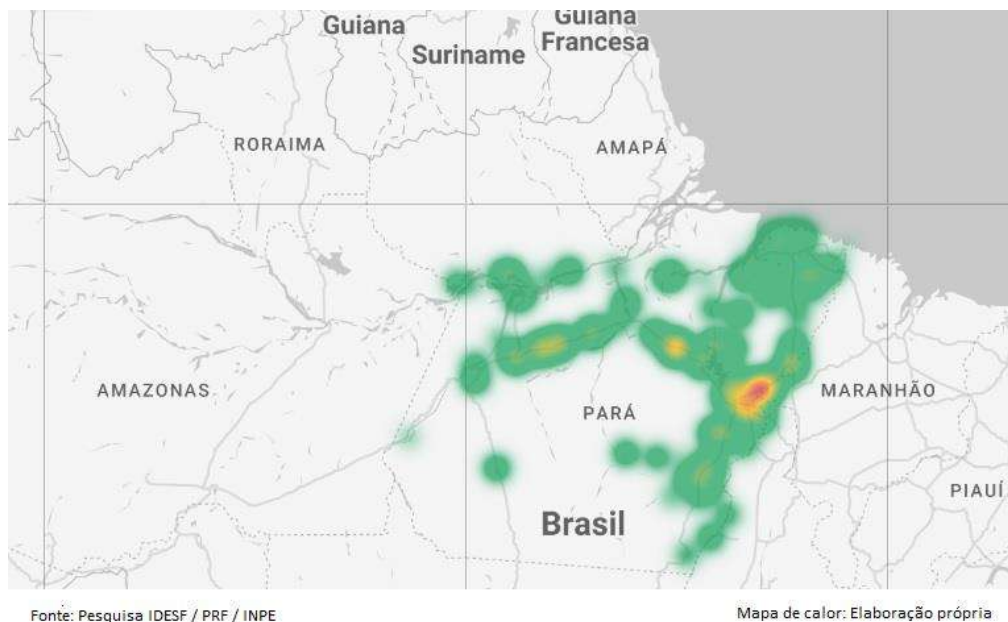 Guiana
Suriname
Guiana
Francesa
RORAIMA
AMAPÁ
AMAZONAS
PARÁ
MARANHÃO
PIAUÍ
Brasil
Fonte: Pesquisa IDESF / PRF / INPE
Mapa de calor: Elaboração própria